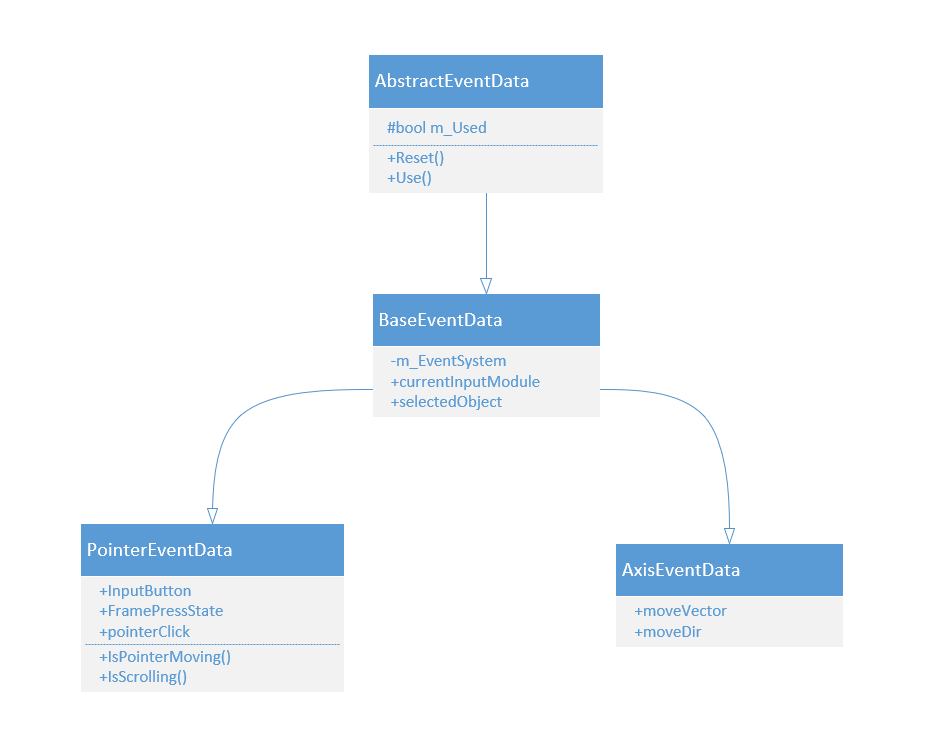 AbstractEventData
#bool m_Used
+Reset()
+Use()
BaseEventData
-m_EventSystem
+currentInputModule
+selectedObject
PointerEventData
+InputButton
+FramePressState
+pointerClick
+IsPointerMoving()
+IsScrolling()
AxisEventData
+moveVector
+moveDir